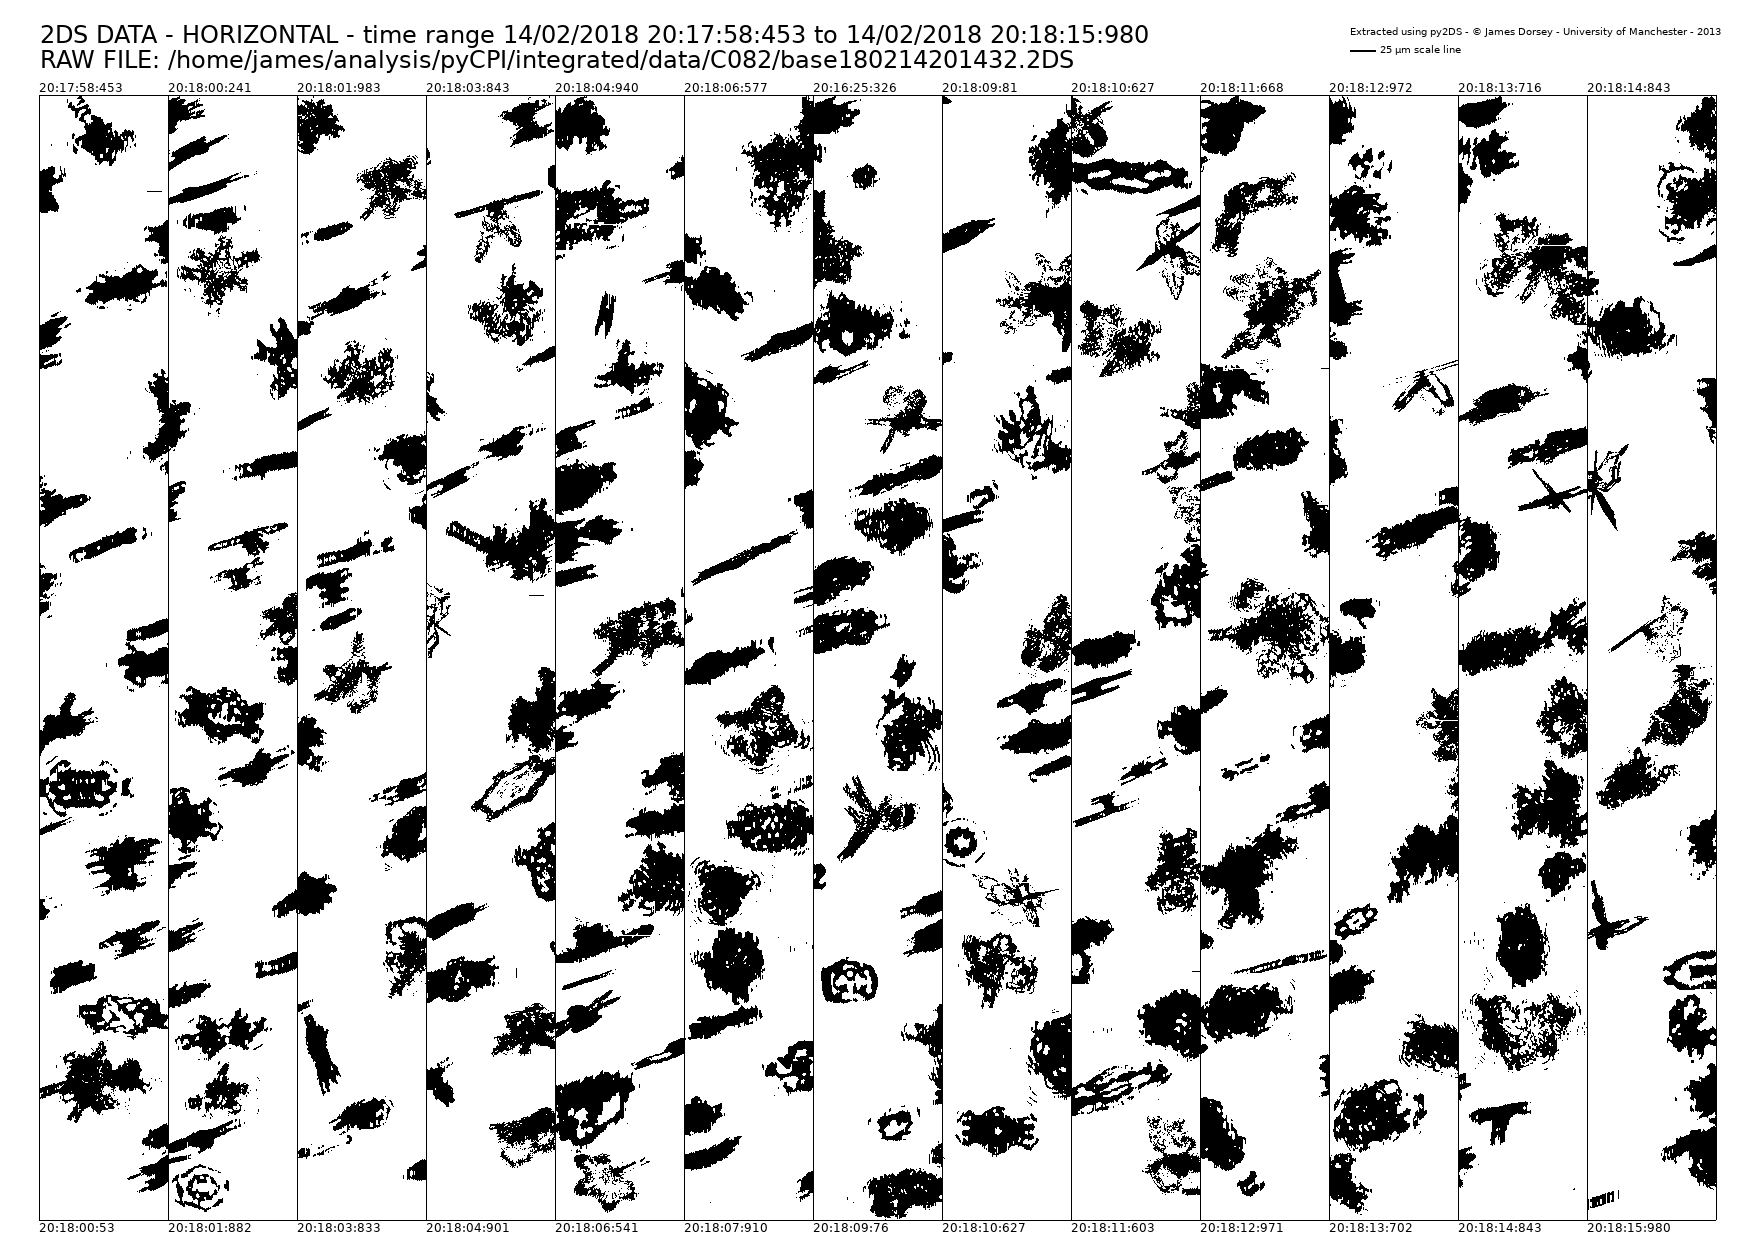 2DS DATA - HORIZONTAL - time range 14/02/2018 20:17:58:453 to 14/02/2018 20:18:15:980
RAW FILE: /home/james/analysis/pyCPI/integrated/data/C082/base180214201432.2DS
Extracted using py2DS - © James Dorsey - University of Manchester - 2013
25 µm scale line
20:17:58:453 20:18:00:241 20:18:01:983 20:18:03:843 20:18:04:940 20:18:06:577 20:16:25:326 20:18:09:81 20:18:10:627 20:18:11:668 20:18:12:972 20:18:13:716 20:18:14:843
20:18:00:53 20:18:01:882 20:18:03:833 20:18:04:901 20:18:06:541 20:18:07:910 20:18:09:76 20:18:10:627 20:18:11:603 20:18:12:971 20:18:13:702 20:18:14:843 20:18:15:980